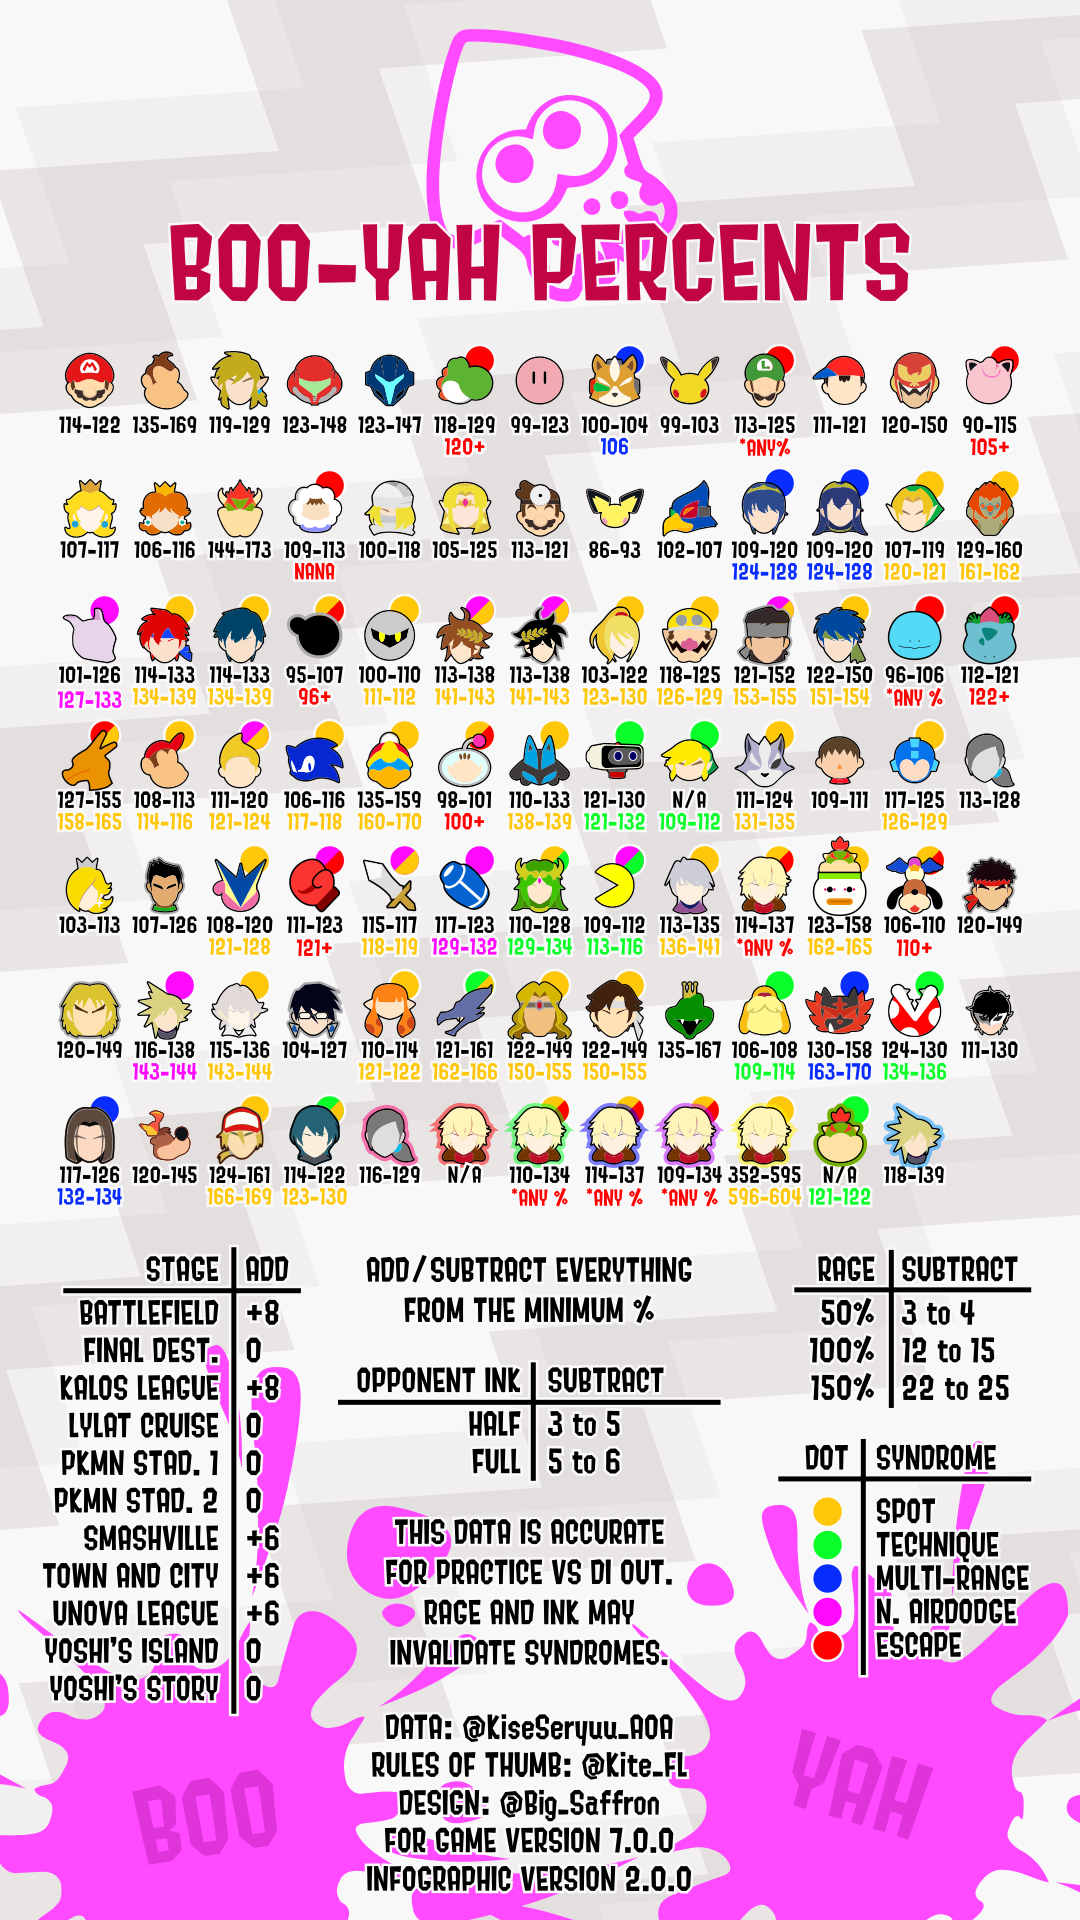 BOO-YAH PERCENTS
114-122 135-169 119-129 123-148 123-147 118-129 99-123 100-104 99-103 113-125 111-121 120-150 90-115
120+ 106 *ANY% 105+
107-117 106-116 144-173 109-113 100-118 105-125 113-121 86-93 102-107 109-120 109-120 107-119 129-160
NANA 124-128 124-128 120-121 161-162
101-126 114-133 114-133 95-107 100-110 113-138 113-138 103-122 118-125 121-152 122-150 96-106 112-121
127-133 134-139 134-139 96+ 111-112 141-143 141-143 123-130 126-129 153-155 151-154 *ANY % 122+
127-155 108-113 111-120 106-116 135-159 98-101 110-133 121-130 N/A 111-124 109-111 117-125 113-128
158-165 114-116 121-124 117-118 160-170 100+ 138-139 121-132 109-112 131-135 126-129
103-113 107-126 108-120 111-123 115-117 117-123 110-128 109-112 113-135 114-137 123-158 106-110 120-149
121-128 121+ 118-119 129-132 129-134 113-116 136-141 *ANY % 162-165 110+
120-149 116-138 115-136 104-127 110-114 121-161 122-149 122-149 135-167 106-108 130-158 124-130 111-130
143-144 143-144 121-122 162-166 150-155 150-155 109-114 163-170 134-136
117-126 120-145 124-161 114-122 116-129 N/A 110-134 114-137 109-134 352-595 N/A 118-139
132-134 166-169 123-130 *ANY % *ANY % *ANY % 596-604 121-122
STAGE ADD
BATTLEFIELD +8
FINAL DEST. 0
KALOS LEAGUE +8
LYLAT CRUISE 0
PKMN STAD. 1 0
PKMN STAD. 2 0
SMASHVILLE +6
TOWN AND CITY +6
UNOVA LEAGUE +6
YOSHI'S ISLAND 0
YOSHI'S STORY 0
ADD/SUBTRACT EVERYTHING
FROM THE MINIMUM %
OPPONENT INK SUBTRACT
HALF 3 to 5
FULL 5 to 6
THIS DATA IS ACCURATE
FOR PRACTICE VS DI OUT.
RAGE AND INK MAY
INVALIDATE SYNDROMES.
RAGE SUBTRACT
50% 3 to 4
100% 12 to 15
150% 22 to 25
DOT SYNDROME
SPOT
TECHNIQUE
MULTI-RANGE
N. AIRDODGE
ESCAPE
DATA: @KiseSeryuu_AOA
RULES OF THUMB: @Kite_FL
DESIGN: @Big_Saffron
FOR GAME VERSION 7.0.0
INFOGRAPHIC VERSION 2.0.0
BOO
YAH